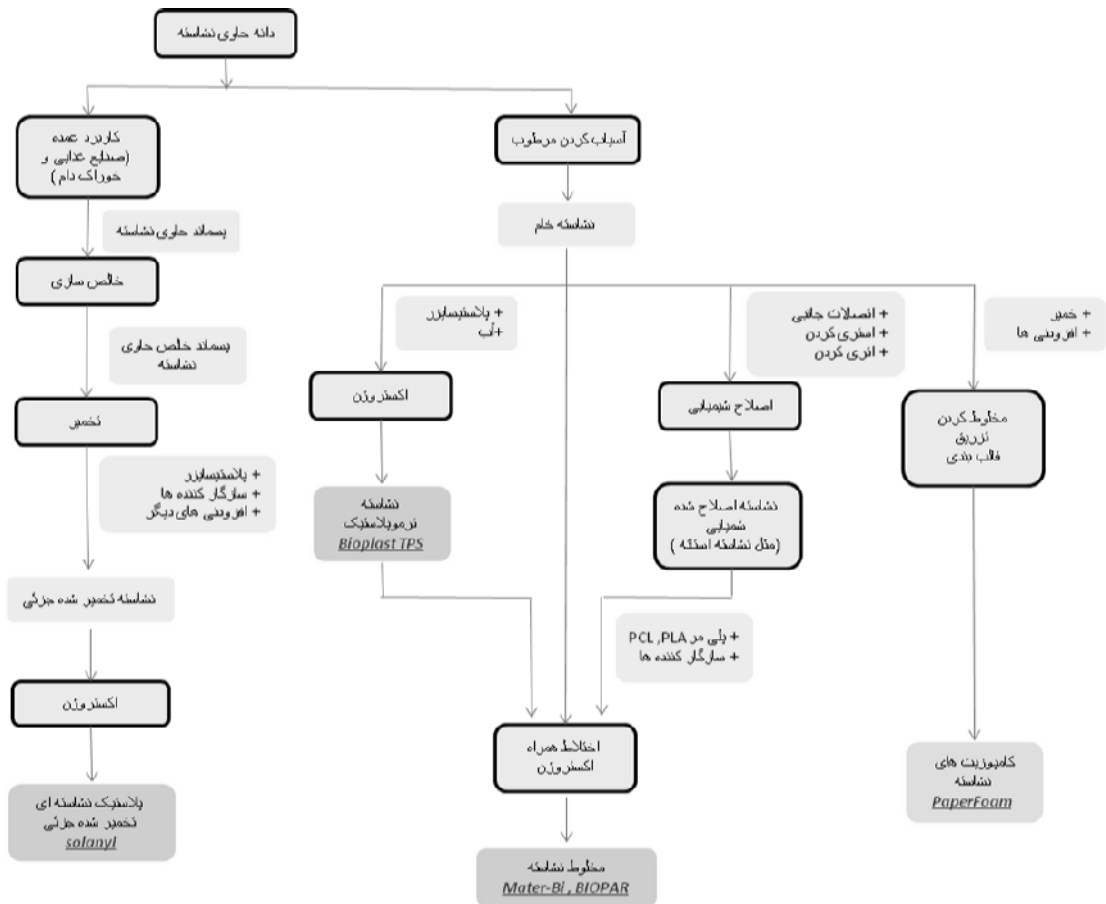 دانه حاوی نشاسته
کاربرد عمده
(صنایع غذایی و
خوراک دام )
آسیاب کردن مرطوب
پسماند حاوی نشاسته
نشاسته خام
خالص سازی
+ پلاستیسایزر
+آب
+ اتصلات جانبی
+ استری کردن
+ اتری کردن
+ خمیر
+ افزودنی ها
پسماند خالص حاوی
نشاسته
اکستروژن
اصلاح شیمیایی
مخلوط کردن
تزریق
قالب بندی
تخمیر
+ پلاستیسایزر
+ سازگار کننده ها
+ افزودنی های دیگر
نشاسته
ترموپلاستیک
Bioplast TPS
نشاسته اصلاح شده
شمیایی
(مثل نشاسته استله )
نشاسته تخمیر شده جزئی
+ پلی مر PCL ,PLA
+ سازگار کننده ها
اکستروژن
اختلاط همراه
اکستروژن
کامپوزیت های
نشاسته
PaperFoam
پلاستیک نشاسته ای
تخمیر شده جزئی
solanyl
مخلوط نشاسته
Mater-Bi , BIOPAR